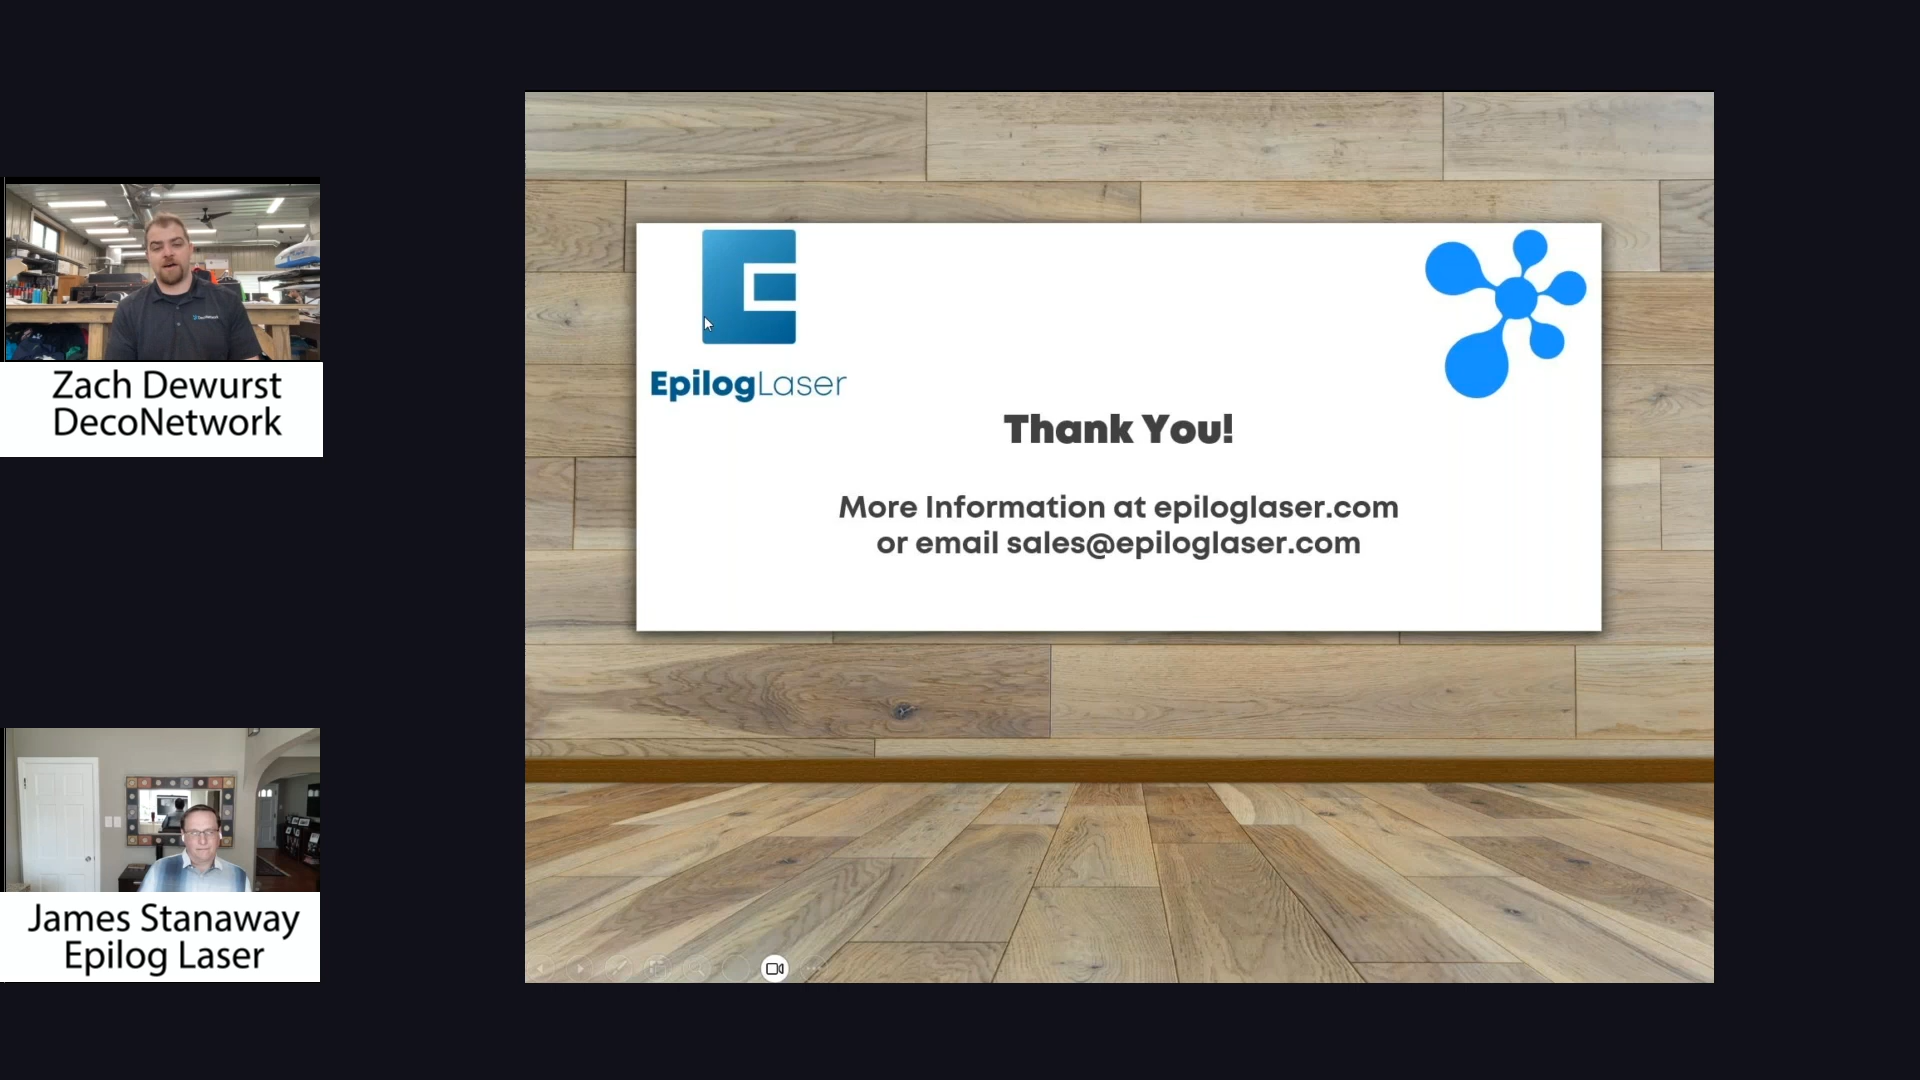 Zach Dewurst
DecoNetwork
James Stanaway
Epilog Laser
EpilogLaser
Thank You!
More Information at epiloglaser.com
or email sales@epiloglaser.com